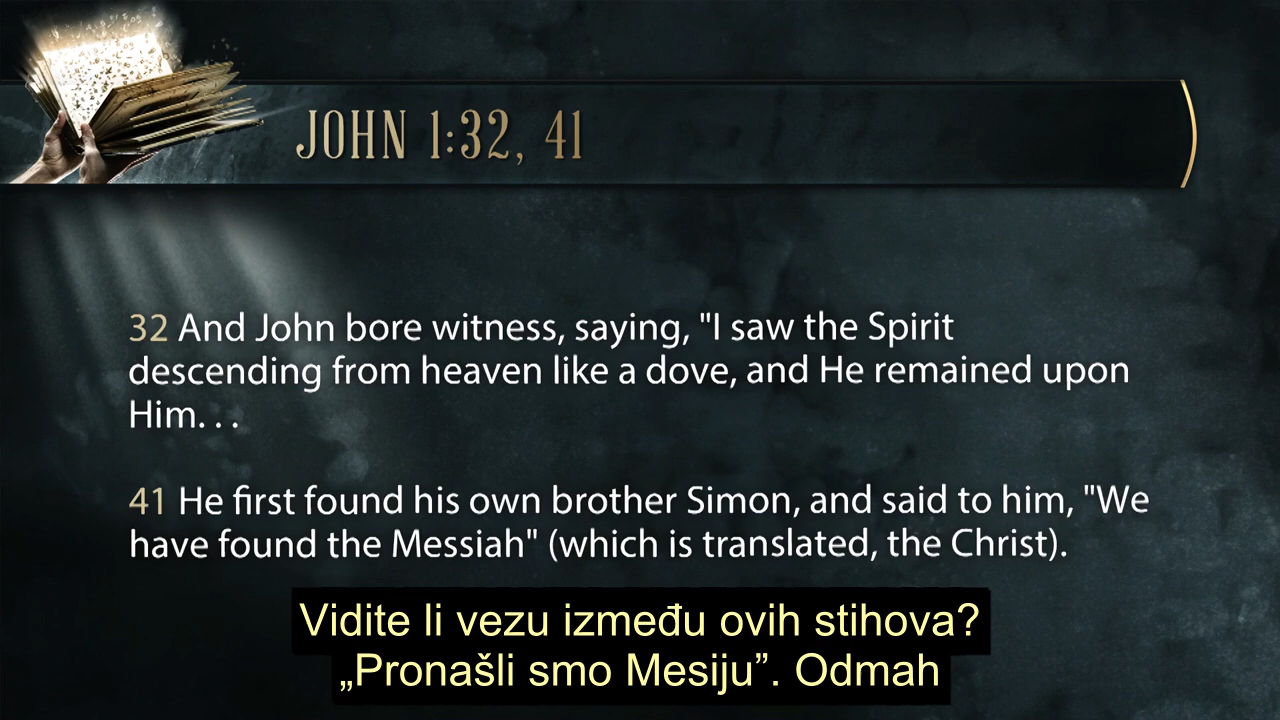 JOHN 1:32, 41
32 And John bore witness, saying, "I saw the Spirit
descending from heaven like a dove, and He remained upon
Him. . .
41 He first found his own brother Simon, and said to him, "We
have found the Messiah" (which is translated, the Christ).
Vidite li vezu između ovih stihova?
„Pronašli smo Mesiju”. Odmah